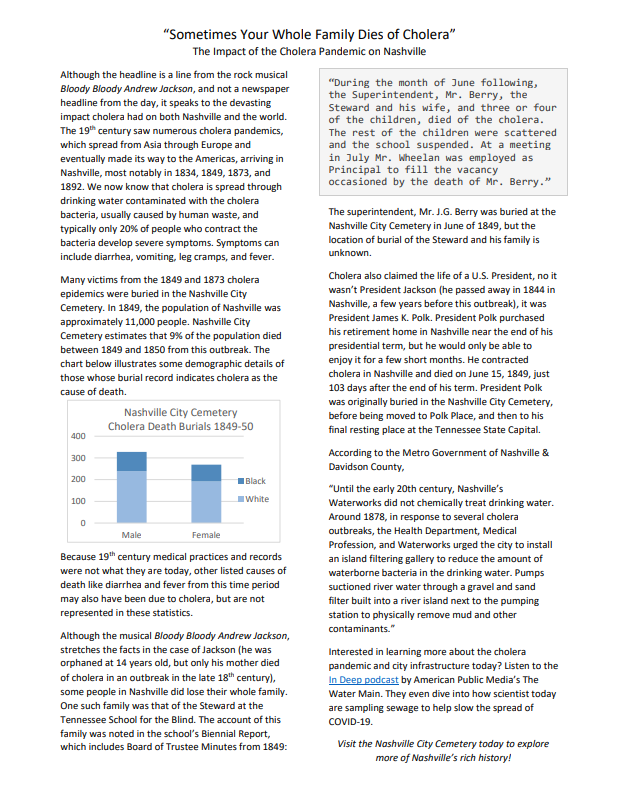 “Sometimes Your Whole Family Dies of Cholera”
The Impact of the Cholera Pandemic on Nashville
Although the headline is a line from the rock musical
Bloody Bloody Andrew Jackson, and not a newspaper
headline from the day, it speaks to the devasting
impact cholera had on both Nashville and the world.
The 19th century saw numerous cholera pandemics,
which spread from Asia through Europe and
eventually made its way to the Americas, arriving in
Nashville, most notably in 1834, 1849, 1873, and
1892. We now know that cholera is spread through
drinking water contaminated with the cholera
bacteria, usually caused by human waste, and
typically only 20% of people who contract the
bacteria develop severe symptoms. Symptoms can
include diarrhea, vomiting, leg cramps, and fever.
Many victims from the 1849 and 1873 cholera
epidemics were buried in the Nashville City
Cemetery. In 1849, the population of Nashville was
approximately 11,000 people. Nashville City
Cemetery estimates that 9% of the population died
between 1849 and 1850 from this outbreak. The
chart below illustrates some demographic details of
those whose burial record indicates cholera as the
cause of death.
Nashville City Cemetery
Cholera Death Burials 1849-50
400
300
200
100
0
Male
Female
Black
White
Because 19th century medical practices and records
were not what they are today, other listed causes of
death like diarrhea and fever from this time period
may also have been due to cholera, but are not
represented in these statistics.
Although the musical Bloody Bloody Andrew Jackson,
stretches the facts in the case of Jackson (he was
orphaned at 14 years old, but only his mother died
of cholera in an outbreak in the late 18th century),
some people in Nashville did lose their whole family.
One such family was that of the Steward at the
Tennessee School for the Blind. The account of this
family was noted in the school’s Biennial Report,
which includes Board of Trustee Minutes from 1849:
“During the month of June following,
the Superintendent, Mr. Berry, the
Steward and his wife, and three or four
of the children, died of the cholera.
The rest of the children were scattered
and the school suspended. At a meeting
in July Mr. Wheelan was employed as
Principal to fill the vacancy
occasioned by the death of Mr. Berry.”
The superintendent, Mr. J.G. Berry was buried at the
Nashville City Cemetery in June of 1849, but the
location of burial of the Steward and his family is
unknown.
Cholera also claimed the life of a U.S. President, no it
wasn’t President Jackson (he passed away in 1844 in
Nashville, a few years before this outbreak), it was
President James K. Polk. President Polk purchased
his retirement home in Nashville near the end of his
presidential term, but he would only be able to
enjoy it for a few short months. He contracted
cholera in Nashville and died on June 15, 1849, just
103 days after the end of his term. President Polk
was originally buried in the Nashville City Cemetery,
before being moved to Polk Place, and then to his
final resting place at the Tennessee State Capital.
According to the Metro Government of Nashville &
Davidson County,
“Until the early 20th century, Nashville’s
Waterworks did not chemically treat drinking water.
Around 1878, in response to several cholera
outbreaks, the Health Department, Medical
Profession, and Waterworks urged the city to install
an island filtering gallery to reduce the amount of
waterborne bacteria in the drinking water. Pumps
suctioned river water through a gravel and sand
filter built into a river island next to the pumping
station to physically remove mud and other
contaminants.”
Interested in learning more about the cholera
pandemic and city infrastructure today? Listen to the
In Deep podcast by American Public Media’s The
Water Main. They even dive into how scientist today
are sampling sewage to help slow the spread of
COVID-19.
Visit the Nashville City Cemetery today to explore
more of Nashville’s rich history!